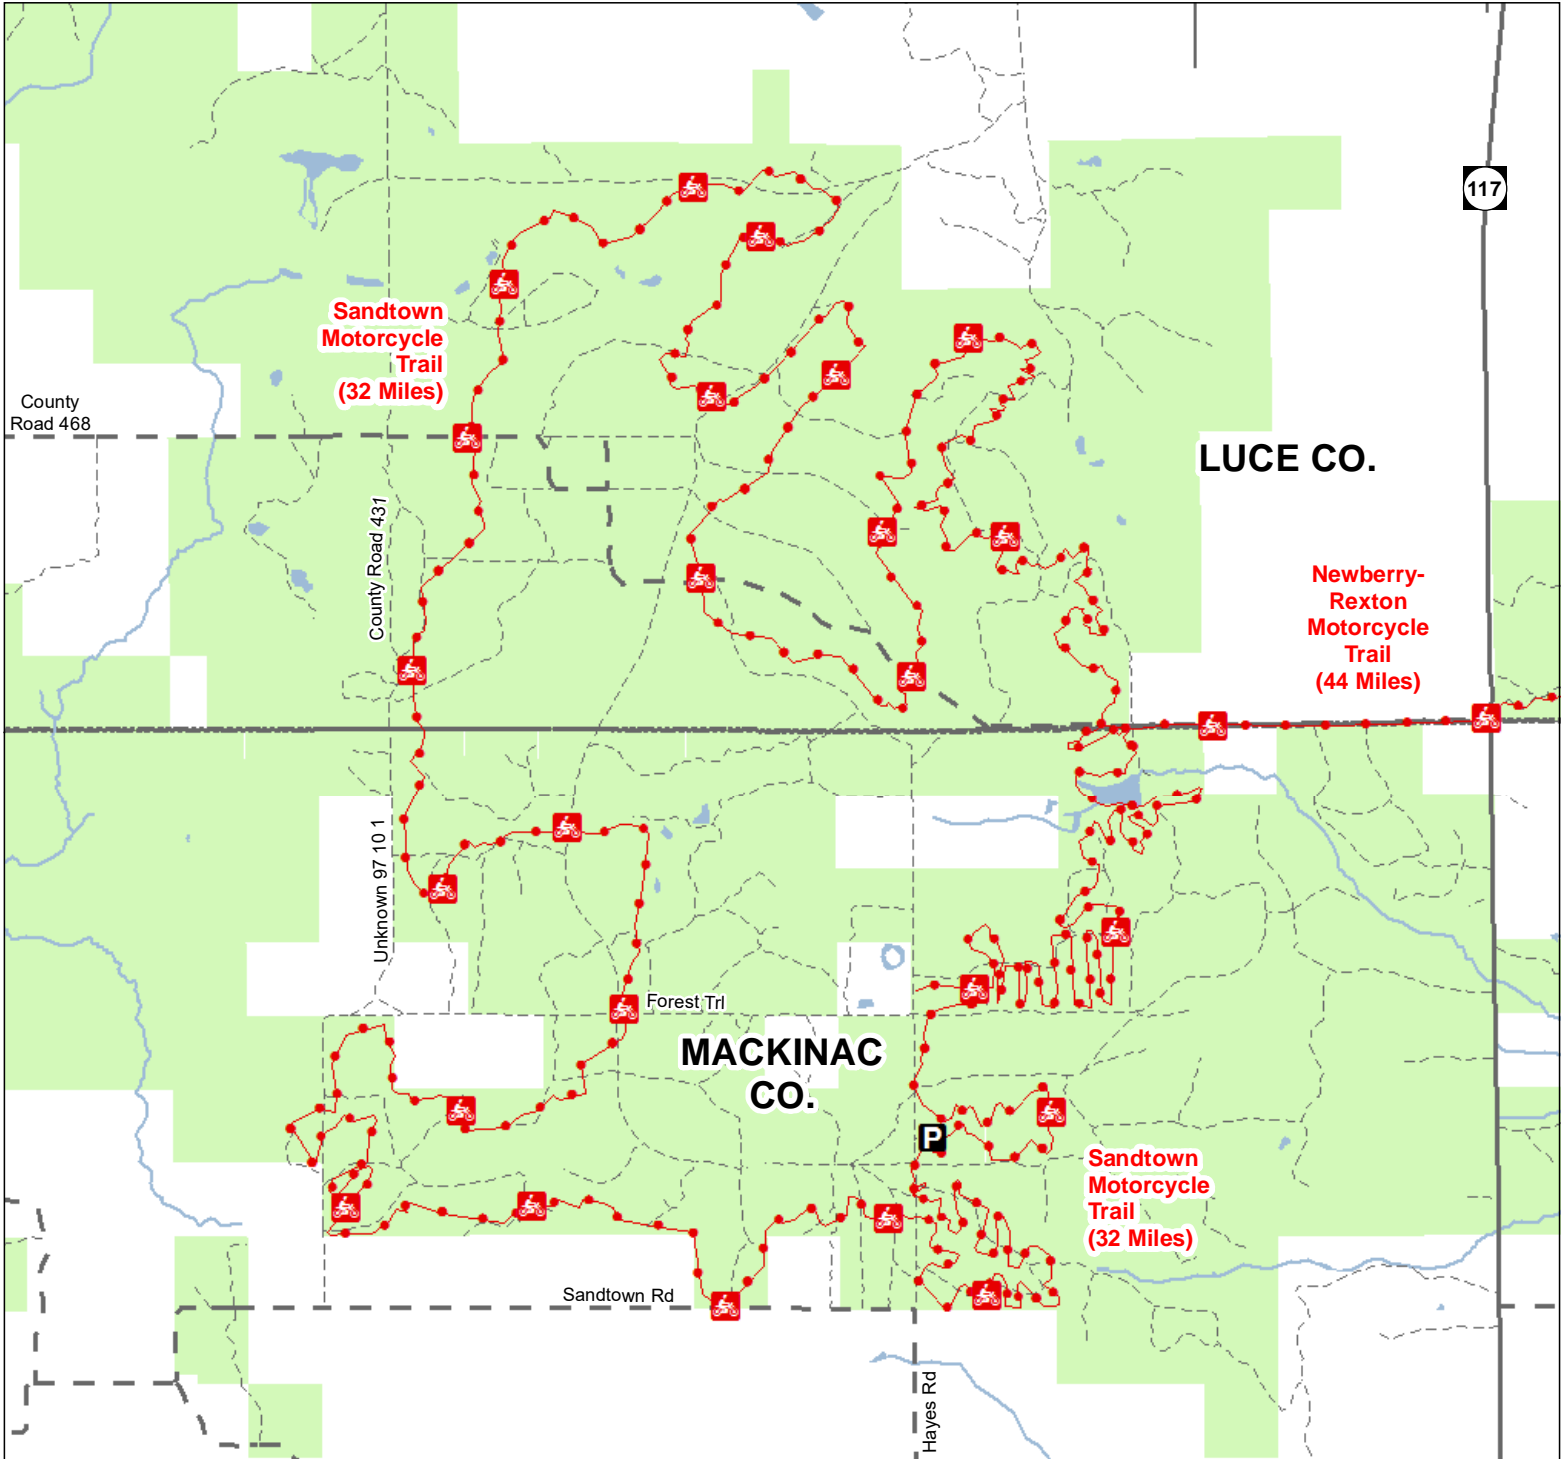 117
Sandtown
Motorcycle
Trail
(32 Miles)
County
Road 468
LUCE CO.
County Road 431
Newberry-
Rexton
Motorcycle
Trail
(44 Miles)
Unknown 97 10 1
Forest Trl
MACKINAC
CO.
P
Sandtown
Motorcycle
Trail
(32 Miles)
Sandtown Rd
Hayes Rd